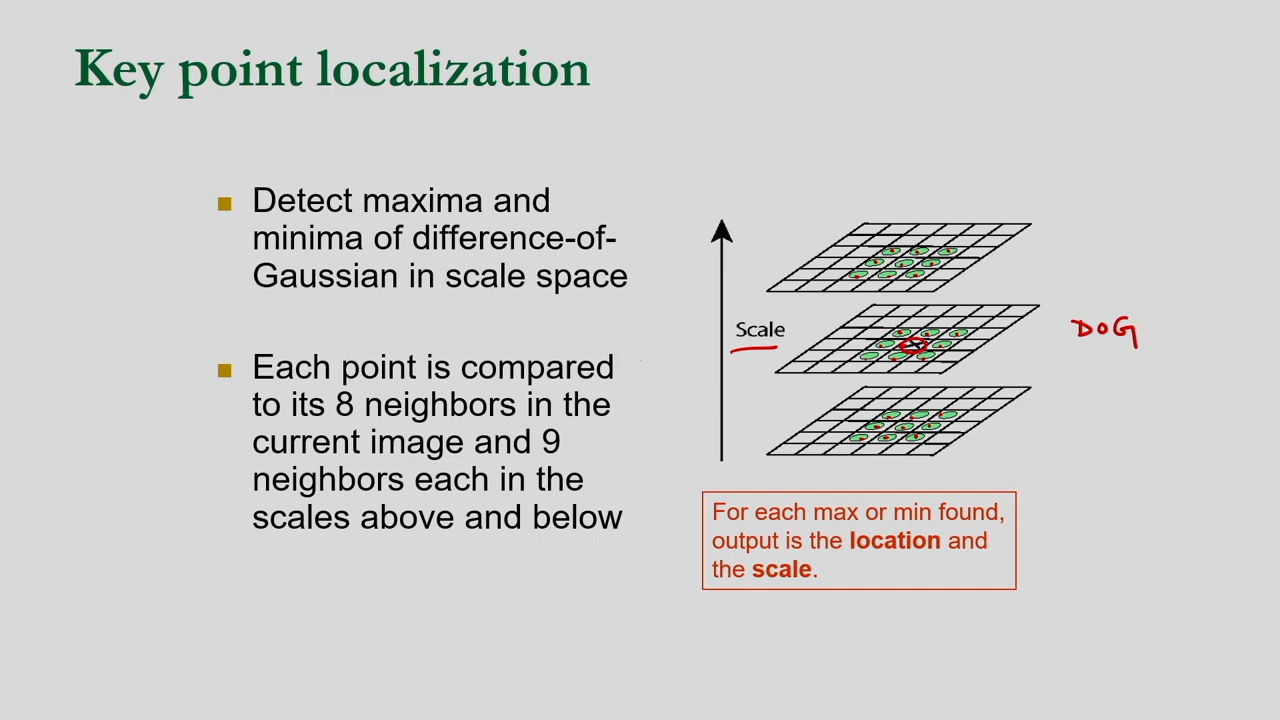 Key point localization
Detect maxima and
minima of difference-of-
Gaussian in scale space
Each point is compared
to its 8 neighbors in the
current image and 9
neighbors each in the
scales above and below
Scale
DOG
For each max or min found,
output is the location and
the scale.